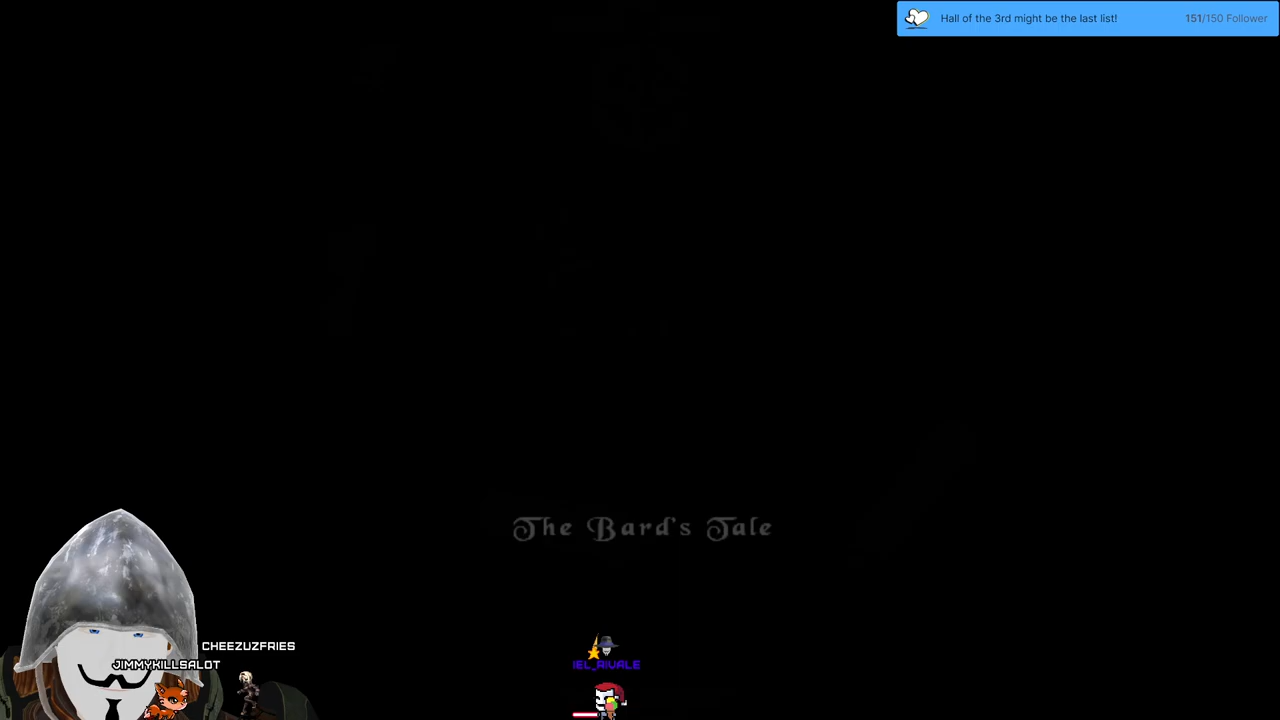 Hall of the 3rd might be the last list!
151/150 Follower
The Bard's Tale
CHEEZUZFRIES
JIMMYKILLSALOT
IEL_RIVALE